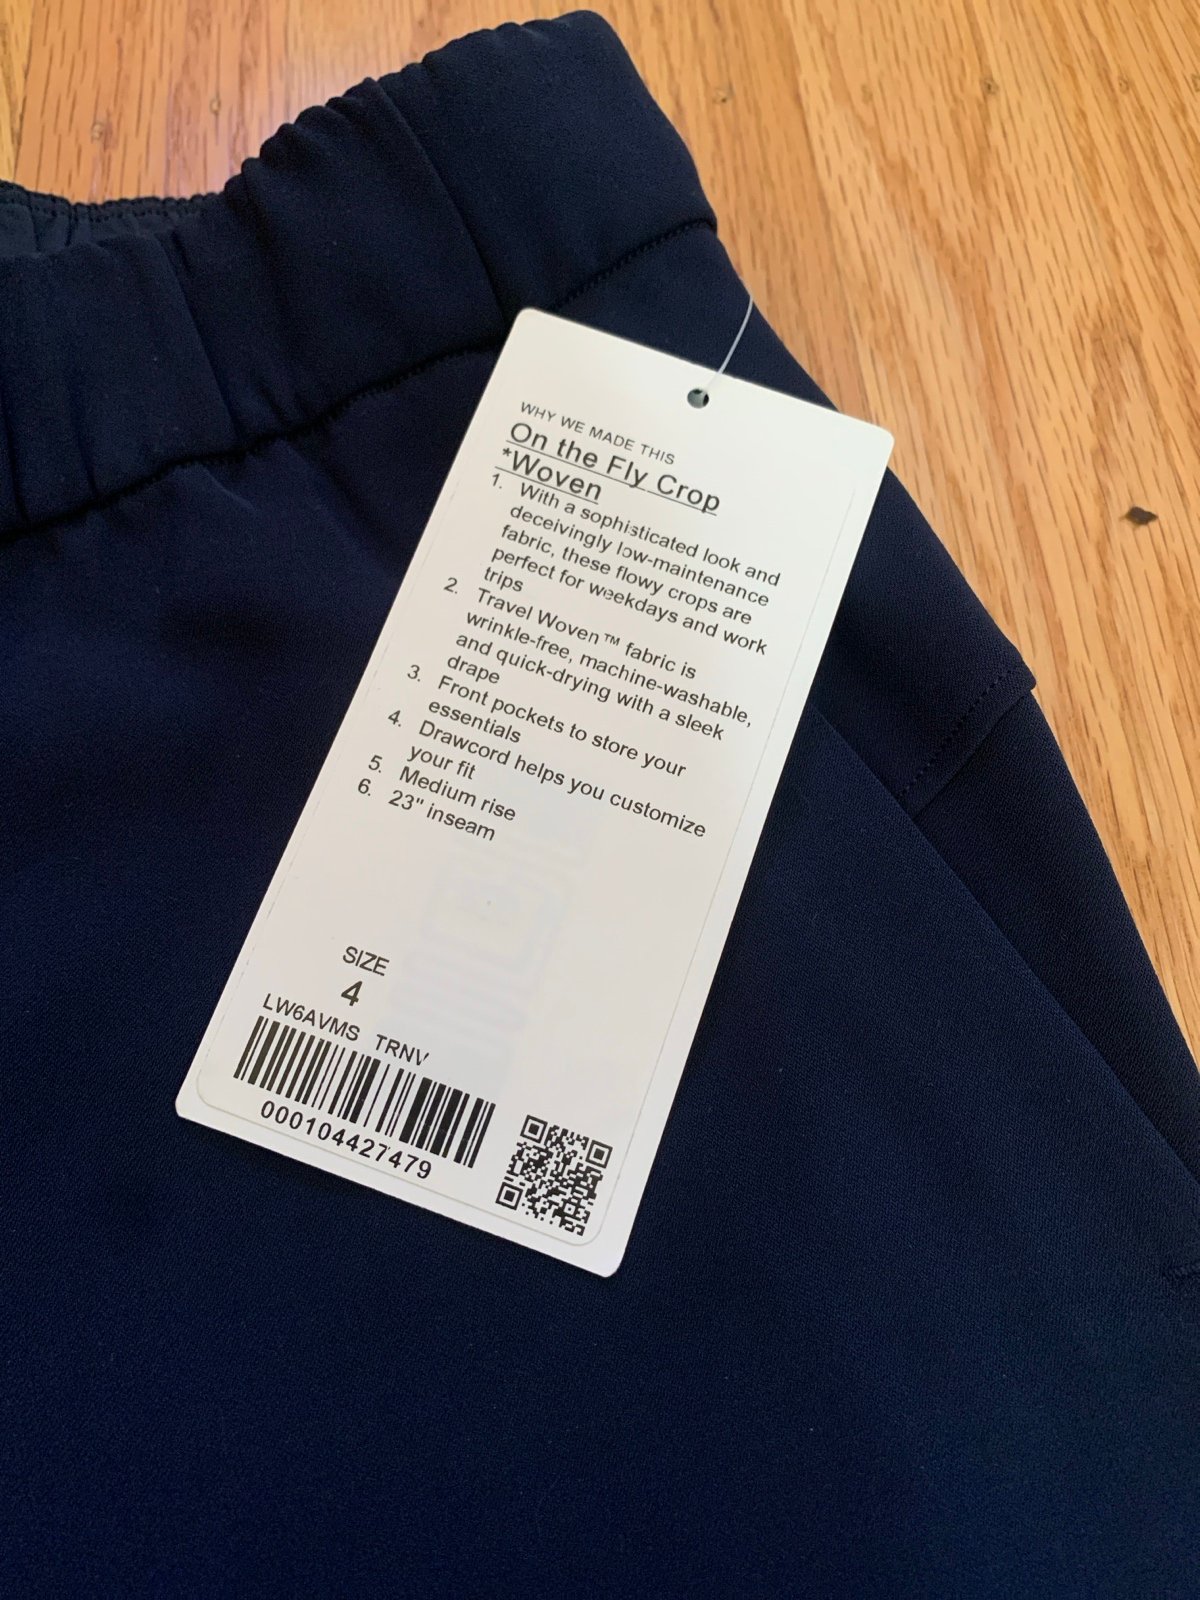 WHY WE MADE THIS
On the Fly Crop
*Woven
1. With a sophisticated look and
deceivingly low-maintenance
fabric, these flowy crops are
perfect for weekdays and work
trips
2. Travel Woven™ fabric is
wrinkle-free, machine-washable,
and quick-drying with a sleek
drape
3. Front pockets to store your
essentials
4. Drawcord helps you customize
your fit
5. Medium rise
6. 23" inseam
SIZE
4
LW6AVMS TRNV
000104427479